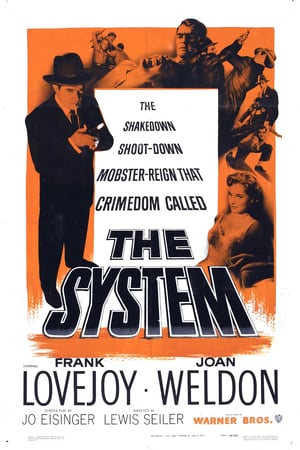 THE
SHAKEDOWN
SHOOT-DOWN
MOBSTER-REIGN THAT
CRIMEDOM CALLED
THE
SYSTEM
STARRING
FRANK JOAN
LOVEJOY · WELDON
SCREEN PLAY BY DIRECTED BY
JO EISINGER LEWIS SEILER WARNER BROS.